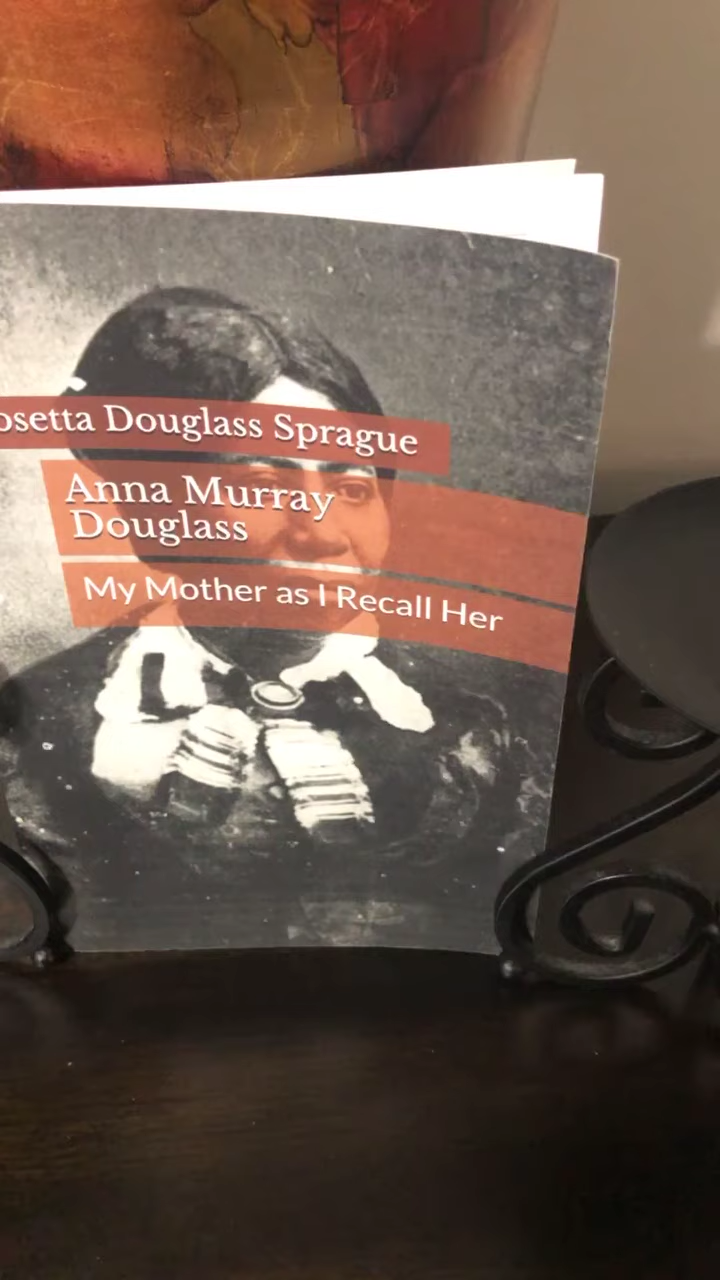 osetta Douglass Sprague
Anna Murray
Douglass
My Mother as I Recall Her